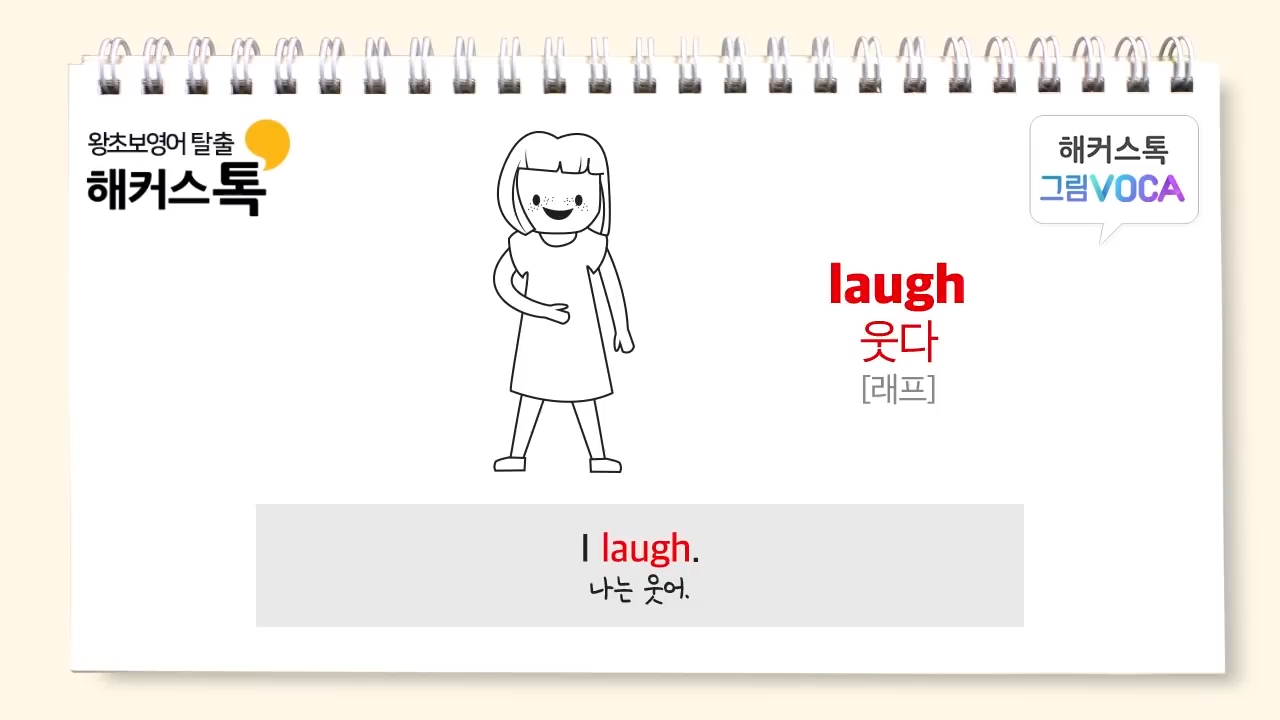 왕초보영어 탈출
해커스톡
해커스톡
그림VOCA
laugh
웃다
[래프]
I laugh.
나는 웃어.